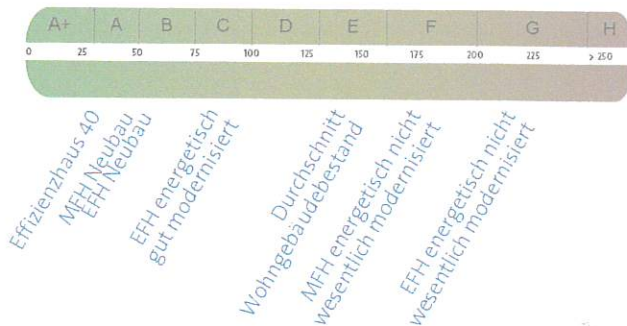 A+ A B C D E F G H
0 25 50 75 100 125 150 175 200 225 > 250
Effizienzhaus 40
MFH Neubau
EFH Neubau
EFH energetisch
gut modernisiert
Durchschnitt
Wohngebäudebestand
MFH energetisch nicht
wesentlich modernisiert
EFH energetisch nicht
wesentlich modernisiert